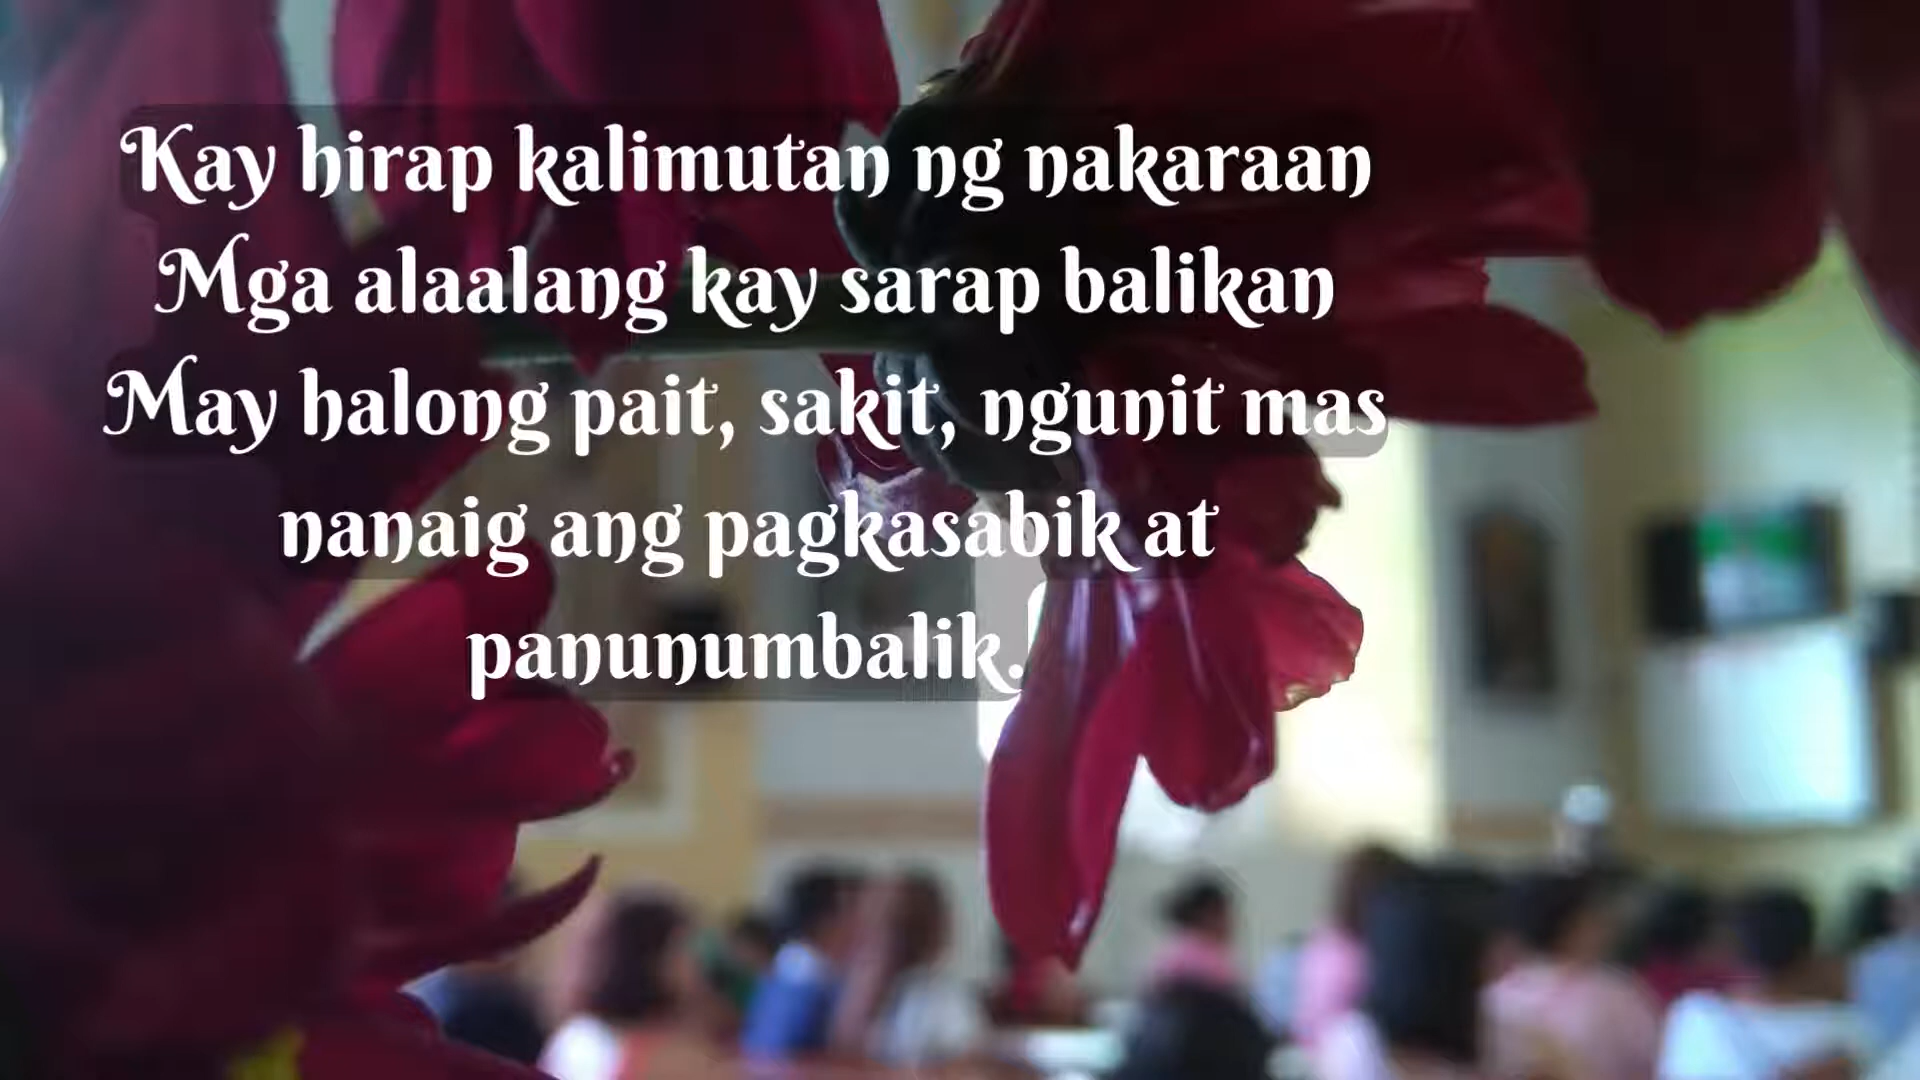 Kay hirap kalimutan ng nakaraan
Mga alaalang kay sarap balikan
May halong pait, sakit, ngunit mas
nanaig ang pagkasabik at
panunumbalik.